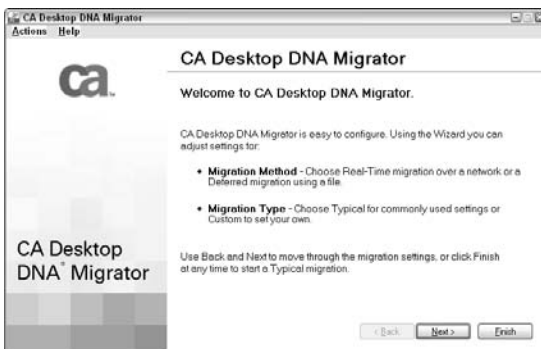 CA Desktop DNA Migrator
Actions Help
ca
CA Desktop DNA Migrator
Welcome to CA Desktop DNA Migrator.
CA Desktop DNA Migrator is easy to configure. Using the Wizard you can
adjust settings for:
• Migration Method - Choose Real-Time migration over a network or a
Deferred migration using a file.
• Migration Type - Choose Typical for commonly used settings or
Custom to set your own.
Use Back and Next to move through the migration settings, or click Finish
at any time to start a Typical migration.
CA Desktop
DNA® Migrator
< Back Next > Finish